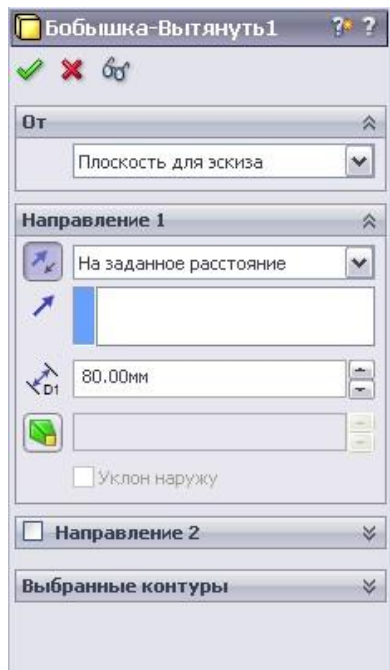 Бобышка-Вытянуть1 ? ?
От
Плоскость для эскиза
Направление 1
На заданное расстояние
D1 80.00мм
Уклон наружу
Направление 2
Выбранные контуры